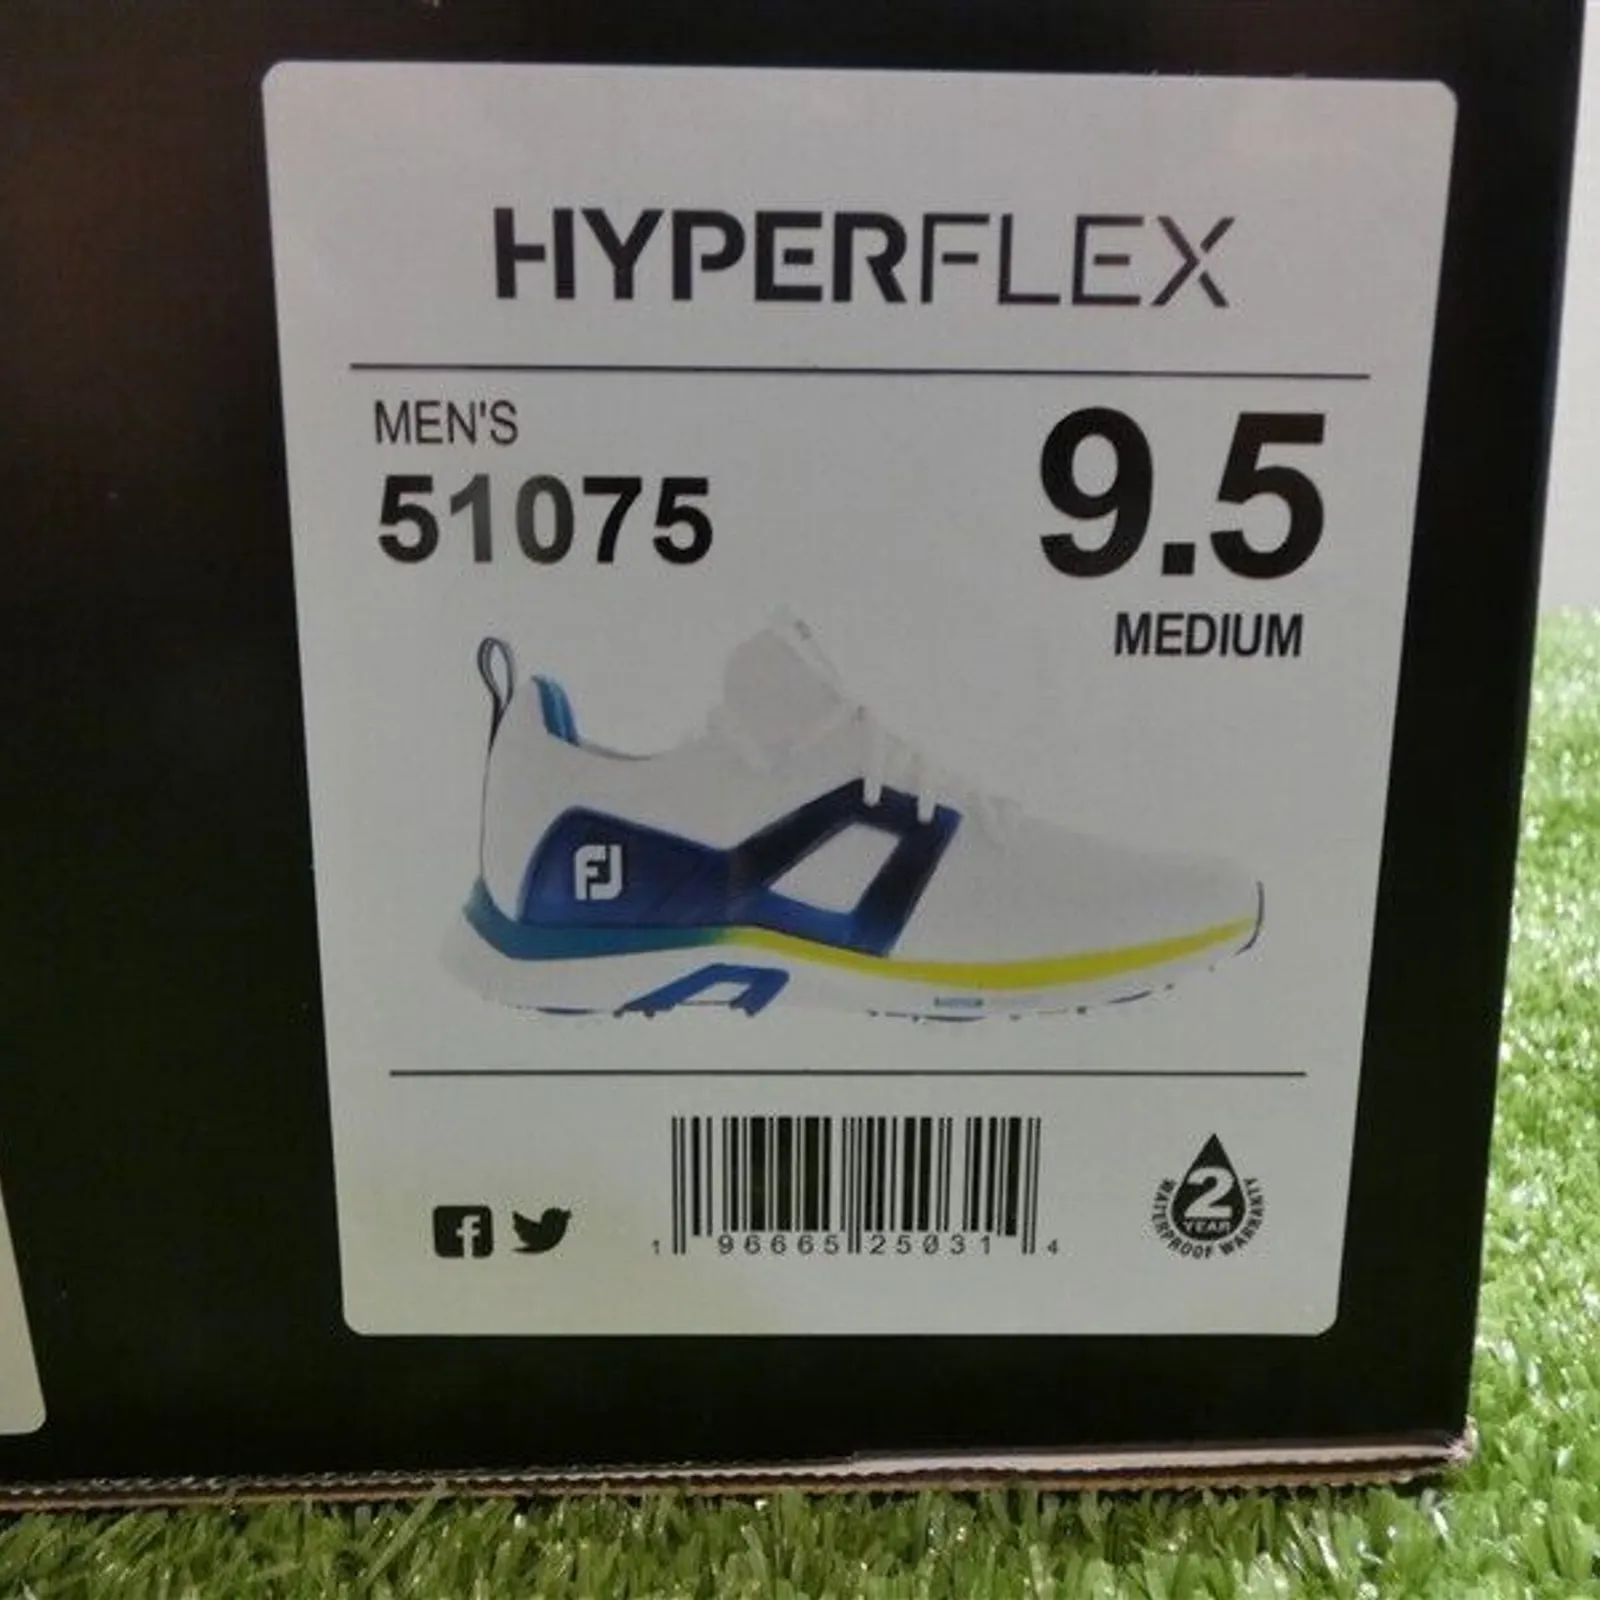 HYPERFLEX
MEN'S
51075
9.5
MEDIUM
FJ
f
1 96665 25031 4
2
YEAR
WATERPROOF WARRANTY